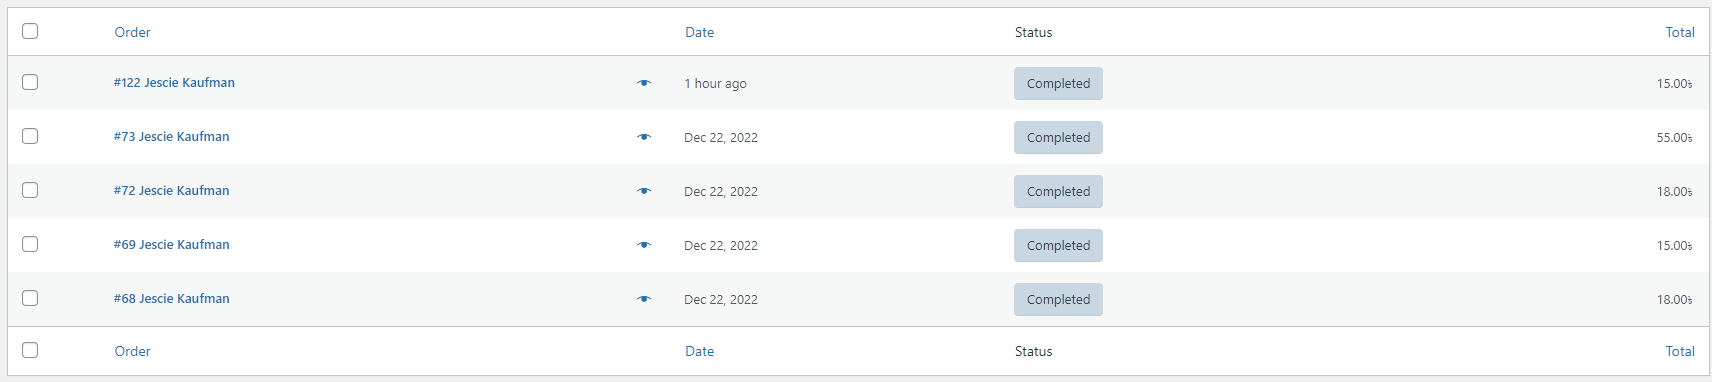 Order Date Status Total
#122 Jescie Kaufman 1 hour ago Completed 15.00৳
#73 Jescie Kaufman Dec 22, 2022 Completed 55.00৳
#72 Jescie Kaufman Dec 22, 2022 Completed 18.00৳
#69 Jescie Kaufman Dec 22, 2022 Completed 15.00৳
#68 Jescie Kaufman Dec 22, 2022 Completed 18.00৳
Order Date Status Total